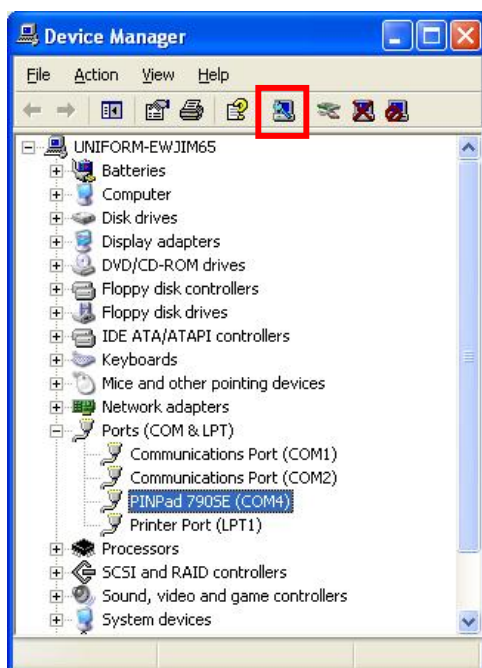 Device Manager
File Action View Help
UNIFORM-EWJIM65
Batteries
Computer
Disk drives
Display adapters
DVD/CD-ROM drives
Floppy disk controllers
Floppy disk drives
IDE ATA/ATAPI controllers
Keyboards
Mice and other pointing devices
Network adapters
Ports (COM & LPT)
Communications Port (COM1)
Communications Port (COM2)
PINPad 790SE (COM4)
Printer Port (LPT1)
Processors
SCSI and RAID controllers
Sound, video and game controllers
System devices